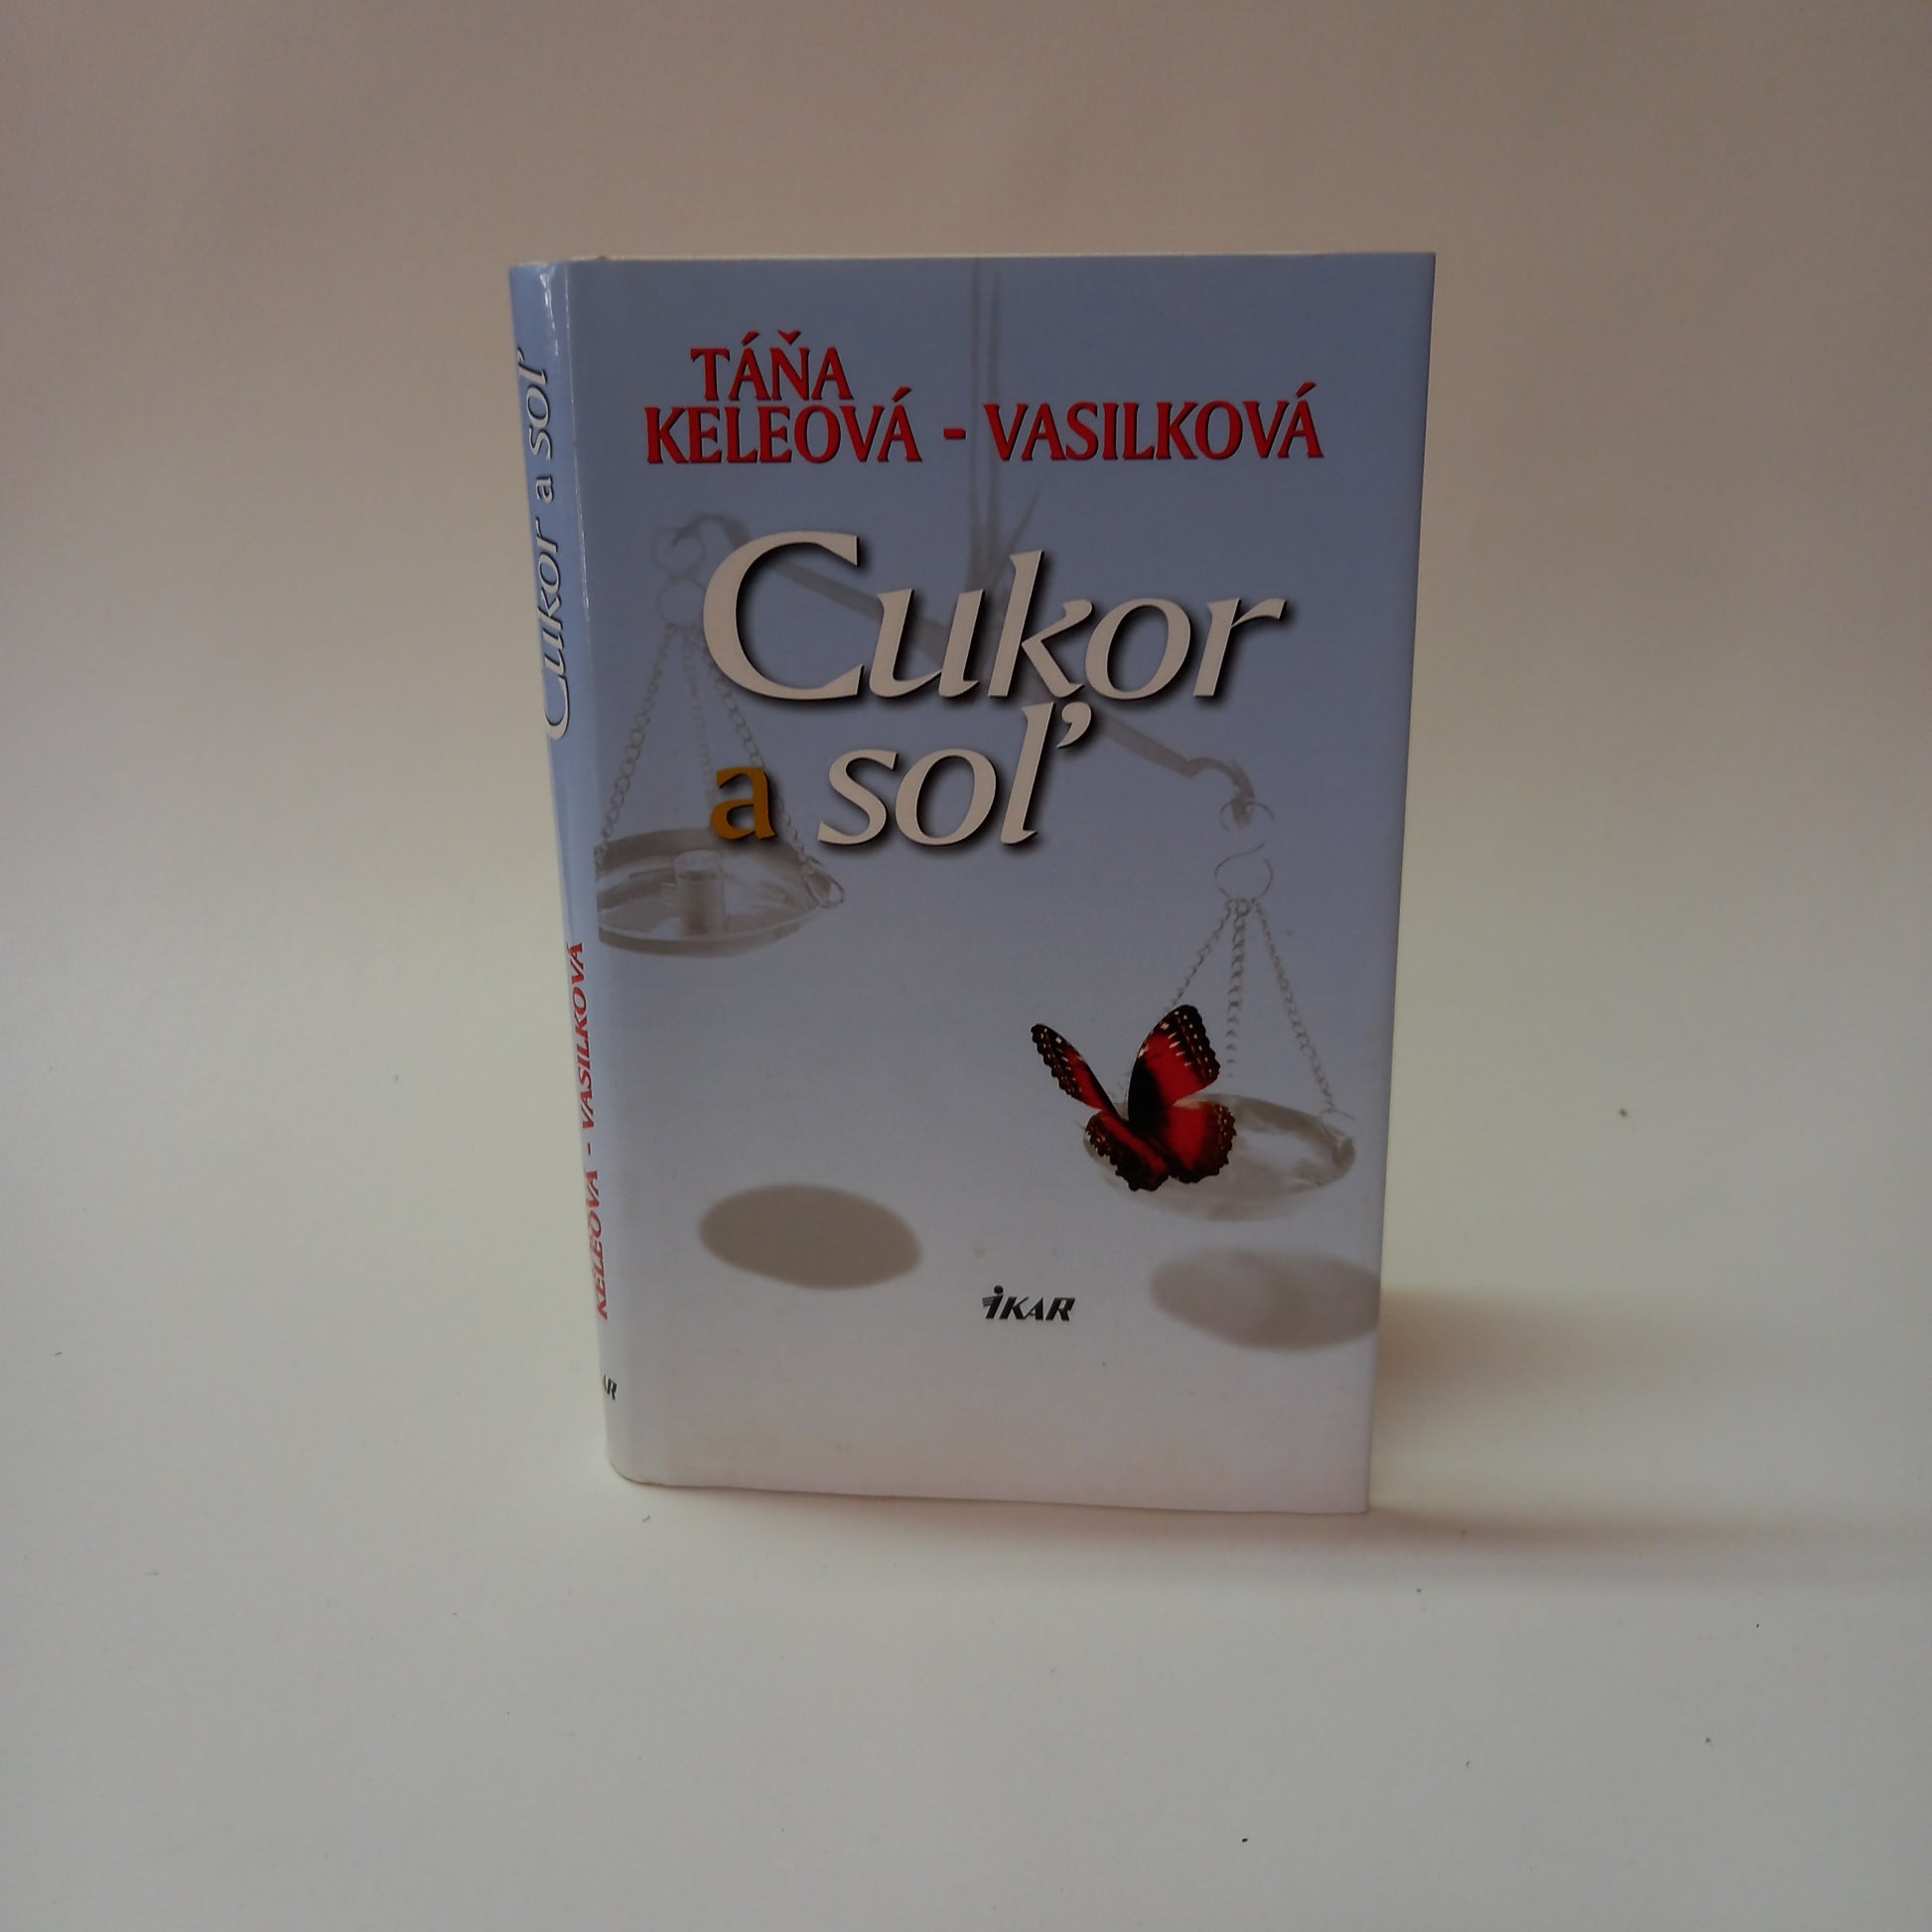 TÁŇA
KELEOVÁ - VASILKOVÁ
Cukor
a soľ
iKAR
Cukor a soľ
KELEOVÁ - VASILKOVÁ